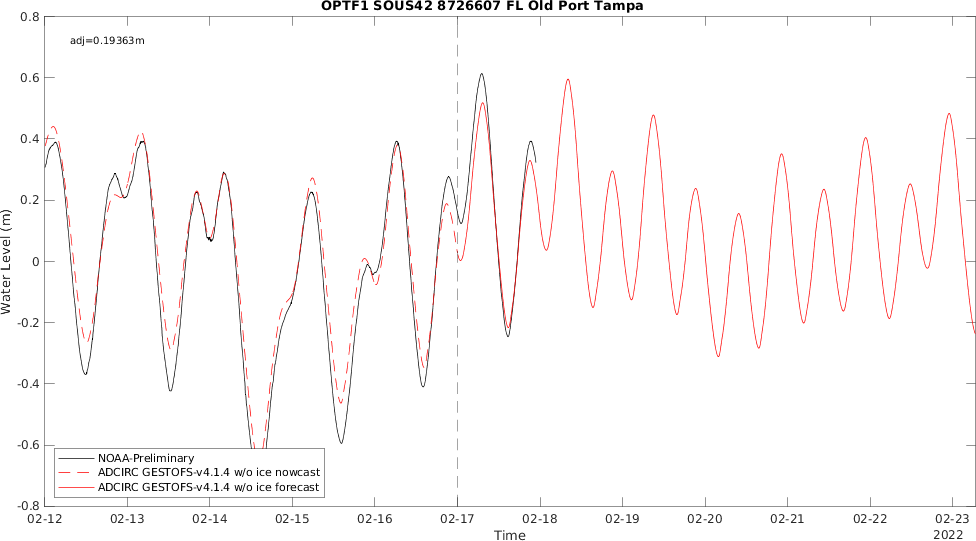 OPTF1 SOUS42 8726607 FL Old Port Tampa
adj=0.19363m
0.8
0.6
0.4
0.2
0
-0.2
-0.4
-0.6
-0.8
Water Level (m)
NOAA-Preliminary
ADCIRC GESTOFS-v4.1.4 w/o ice nowcast
ADCIRC GESTOFS-v4.1.4 w/o ice forecast
02-12 02-13 02-14 02-15 02-16 02-17 02-18 02-19 02-20 02-21 02-22 02-23
Time
2022